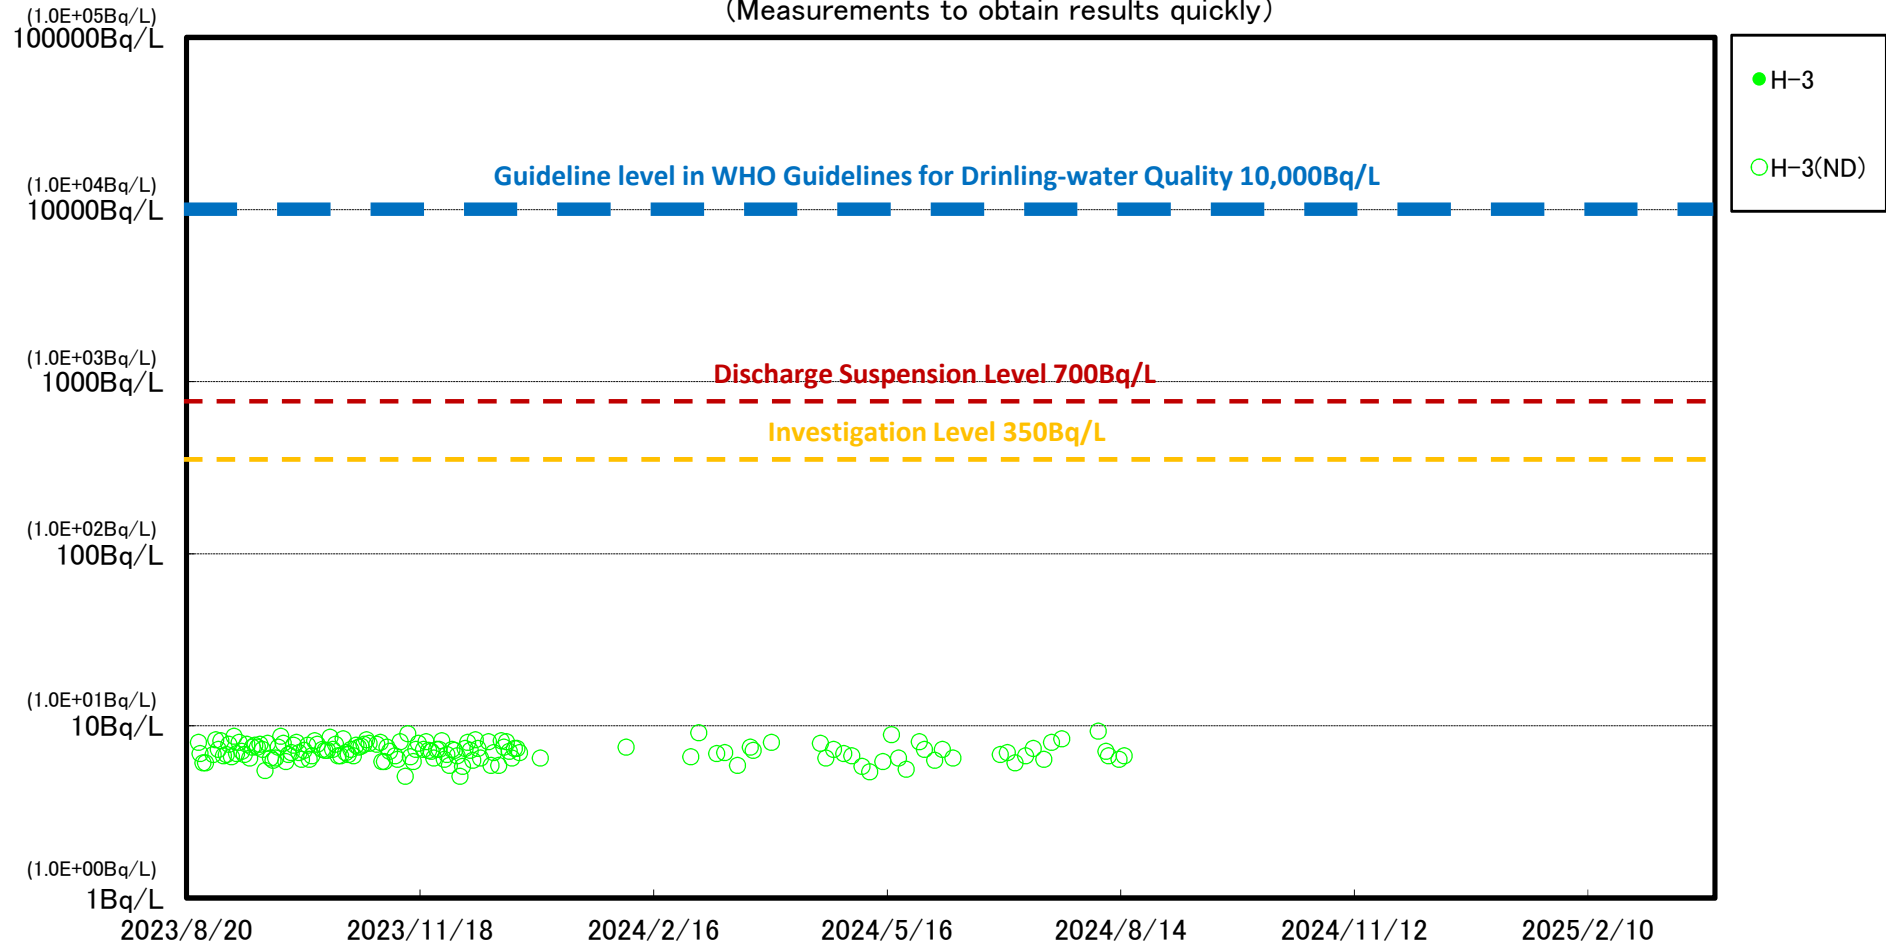 (Measurements to obtain results quickly)
(1.0E+05Bq/L)
100000Bq/L
H-3
H-3(ND)
Guideline level in WHO Guidelines for Drinling-water Quality 10,000Bq/L
(1.0E+04Bq/L)
10000Bq/L
(1.0E+03Bq/L)
1000Bq/L
Discharge Suspension Level 700Bq/L
Investigation Level 350Bq/L
(1.0E+02Bq/L)
100Bq/L
(1.0E+01Bq/L)
10Bq/L
(1.0E+00Bq/L)
1Bq/L
2023/8/20 2023/11/18 2024/2/16 2024/5/16 2024/8/14 2024/11/12 2025/2/10